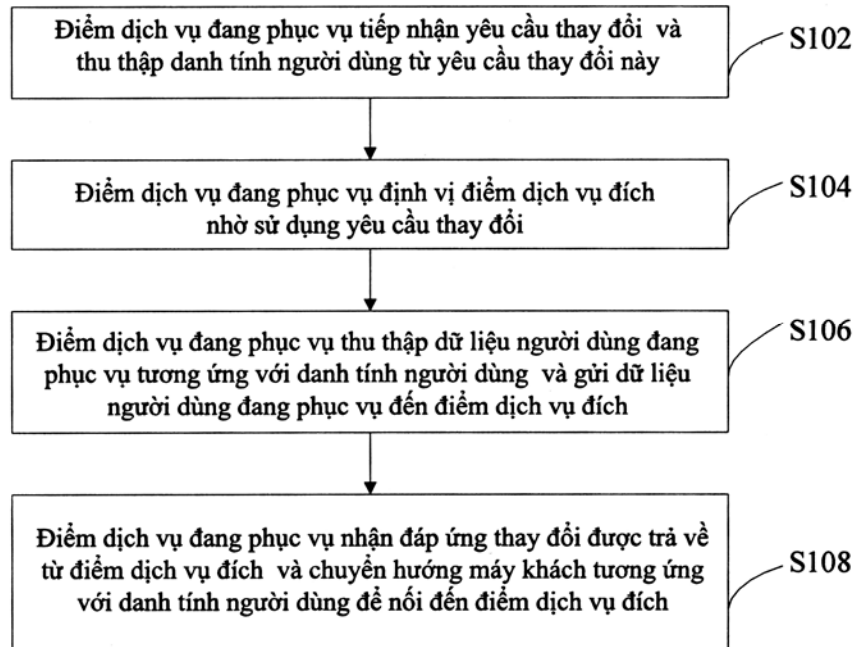 Điểm dịch vụ đang phục vụ tiếp nhận yêu cầu thay đổi và
thu thập danh tính người dùng từ yêu cầu thay đổi này
S102
Điểm dịch vụ đang phục vụ định vị điểm dịch vụ đích
nhờ sử dụng yêu cầu thay đổi
S104
Điểm dịch vụ đang phục vụ thu thập dữ liệu người dùng đang
phục vụ tương ứng với danh tính người dùng và gửi dữ liệu
người dùng đang phục vụ đến điểm dịch vụ đích
S106
Điểm dịch vụ đang phục vụ nhận đáp ứng thay đổi được trả về
từ điểm dịch vụ đích và chuyển hướng máy khách tương ứng
với danh tính người dùng để nối đến điểm dịch vụ đích
S108